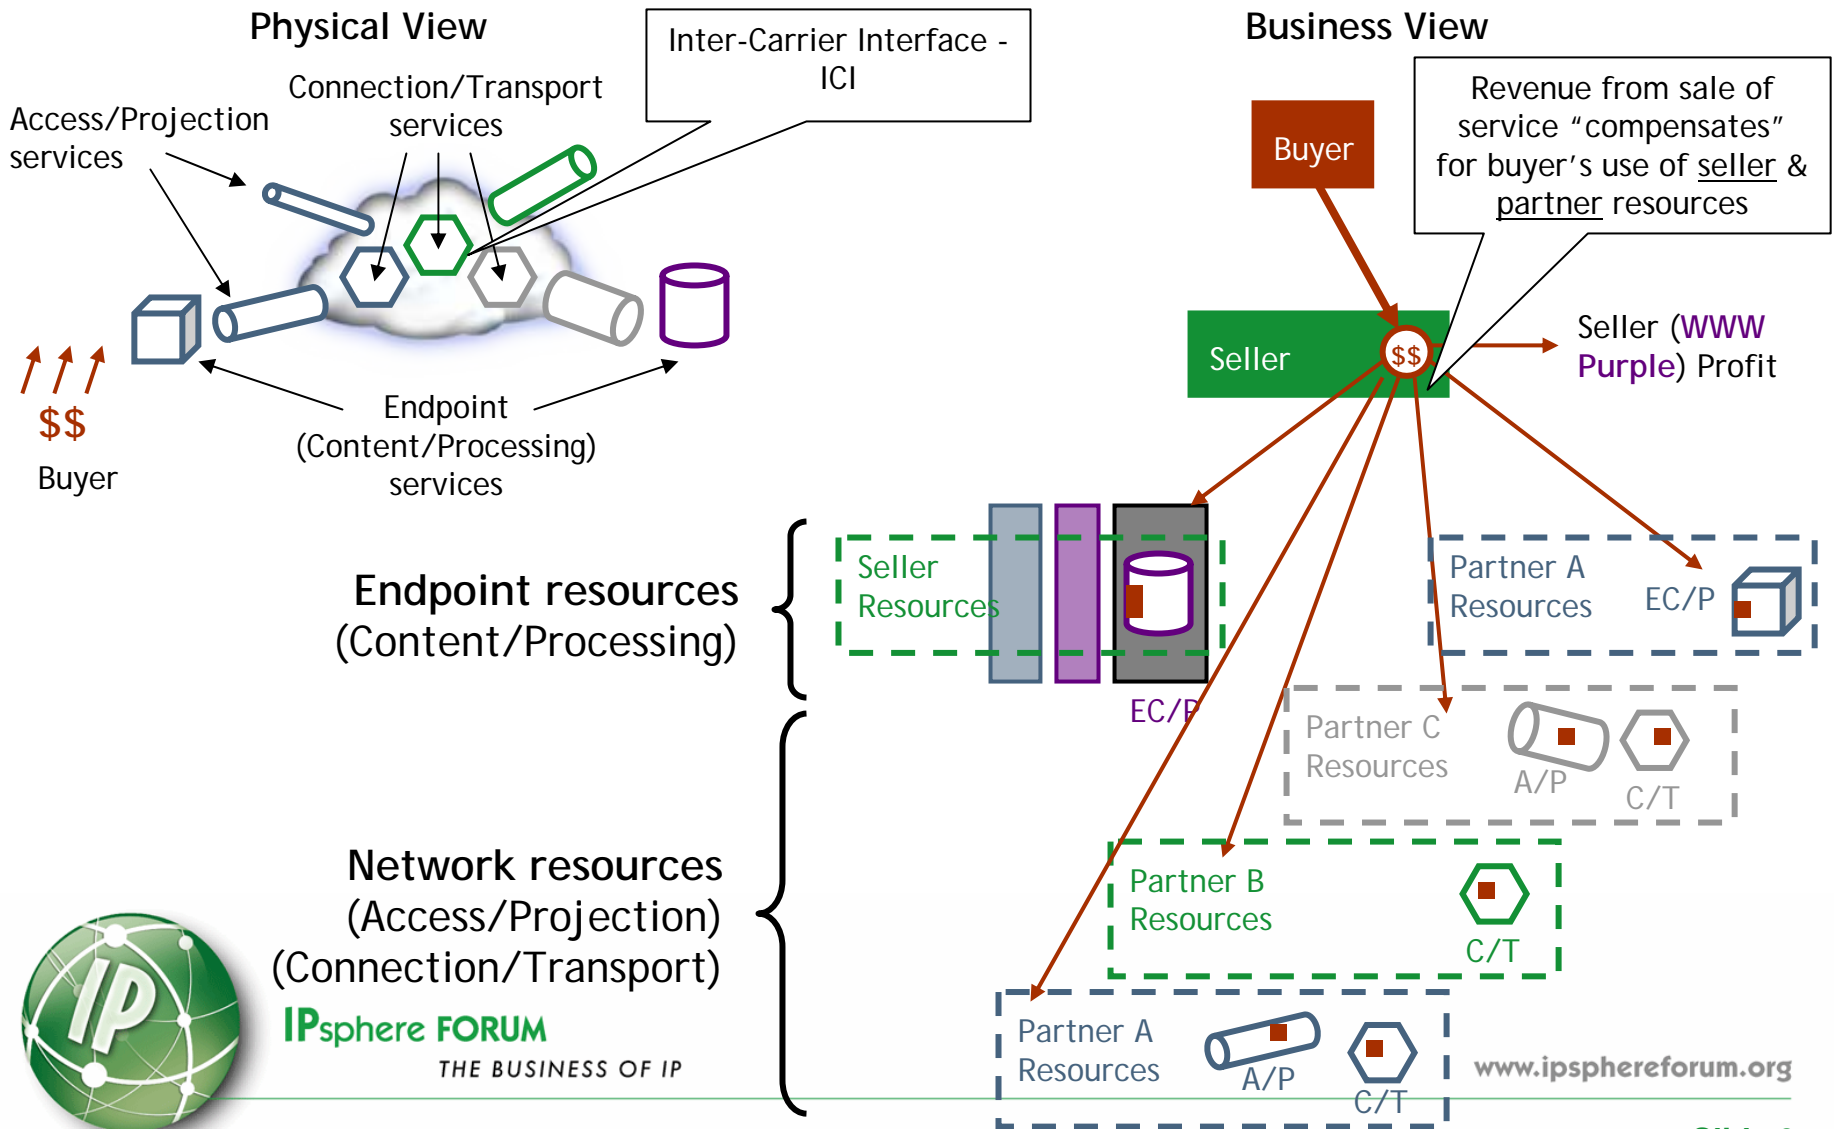 Physical View
Inter-Carrier Interface -
ICI
Business View
Connection/Transport
services
Access/Projection
services
Revenue from sale of
service “compensates”
for buyer’s use of seller &
partner resources
Buyer
Seller
$$
Seller (WWW
Purple) Profit
$$
Buyer
Endpoint
(Content/Processing)
services
Endpoint resources
(Content/Processing)
Seller
Resources
EC/P
Partner A
Resources
EC/P
Partner C
Resources
A/P
C/T
Network resources
(Access/Projection)
(Connection/Transport)
Partner B
Resources
C/T
Partner A
Resources
A/P
C/T
IP
IPsphere FORUM
THE BUSINESS OF IP
www.ipsphereforum.org